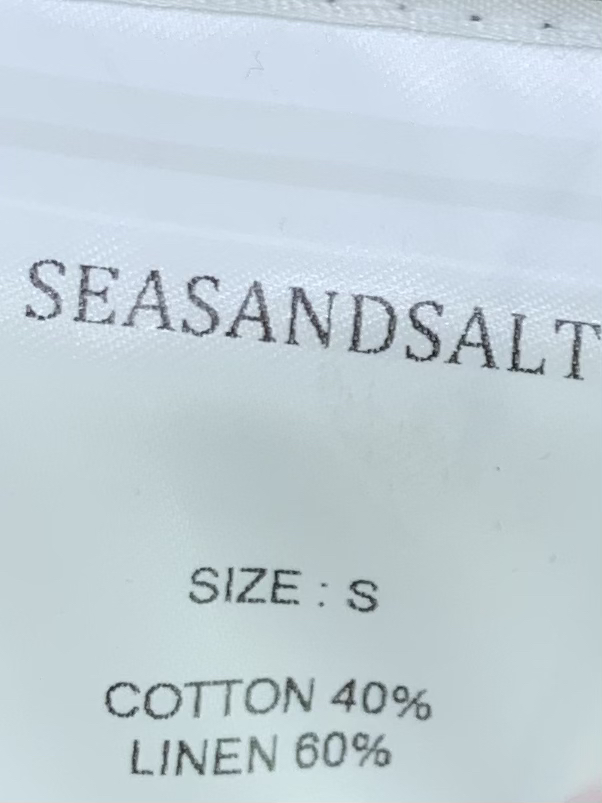 SEASANDSALT
SIZE : S
COTTON 40%
LINEN 60%